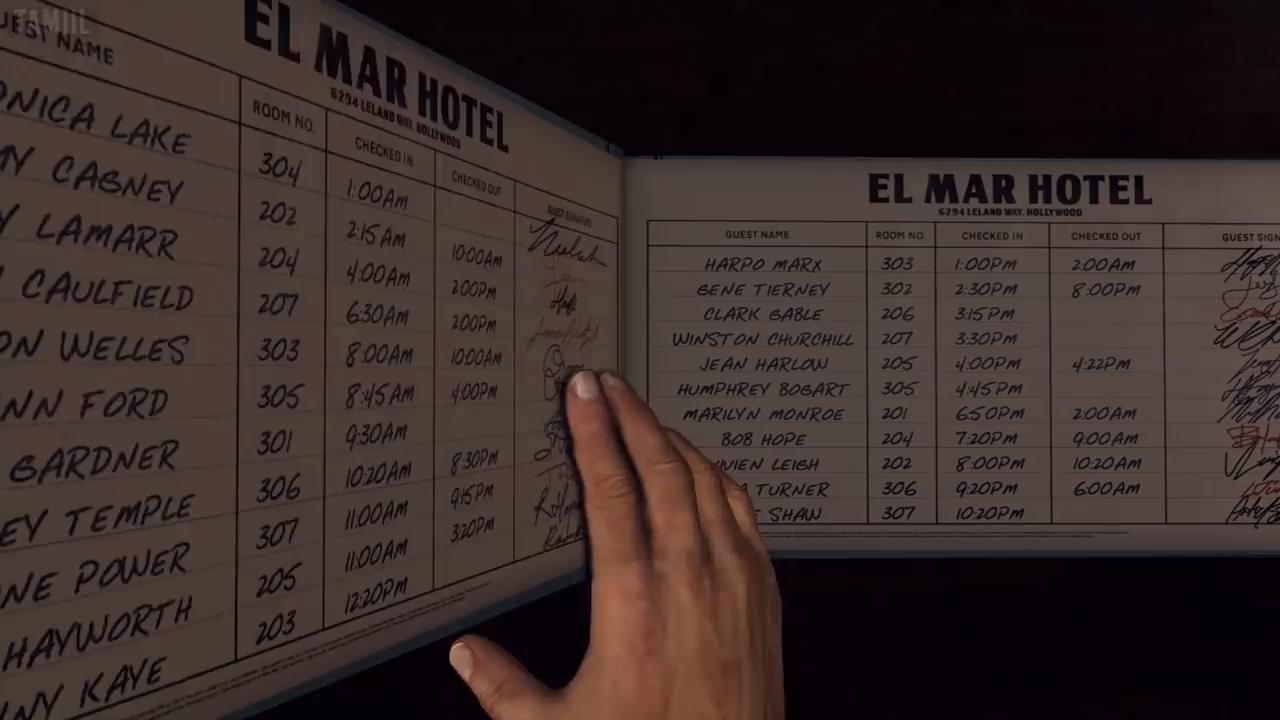 TAMJIL
UEST NAME ROOM NO. CHECKED IN CHECKED OUT GUEST SIGNATURE
EL MAR HOTEL
6294 LELAND WAY, HOLLYWOOD
ONICA LAKE 304 1:00AM
Y CAGNEY 202 2:15AM 10:00AM
Y LAMARR 204 4:00AM 2:00PM
CAULFIELD 207 6:30AM 2:00PM
ON WELLES 303 8:00AM 10:00AM
NN FORD 305 8:45AM 4:00PM
GARDNER 301 9:30AM
EY TEMPLE 306 10:20AM 8:30PM
NE POWER 307 11:00AM 9:15PM
HAYWORTH 205 11:00AM 3:20PM
NY KAYE 203 12:20PM
EL MAR HOTEL
6294 LELAND WAY, HOLLYWOOD
GUEST NAME ROOM NO. CHECKED IN CHECKED OUT GUEST SIGN
HARPO MARX 303 1:00PM 2:00AM
GENE TIERNEY 302 2:30PM 8:00PM
CLARK GABLE 206 3:15PM
WINSTON CHURCHILL 207 3:30PM
JEAN HARLOW 205 4:00PM 4:22PM
HUMPHREY BOGART 305 4:45PM
MARILYN MONROE 201 6:50PM 2:00AM
BOB HOPE 204 7:20PM 9:00AM
VIVIEN LEIGH 202 8:00PM 10:20AM
A TURNER 306 9:20PM 6:00AM
E SHAW 307 10:20PM